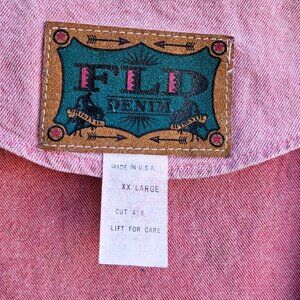 FLD
DENIM
MADE IN U.S.A.
XX LARGE
CUT 418
LIFT FOR CARE